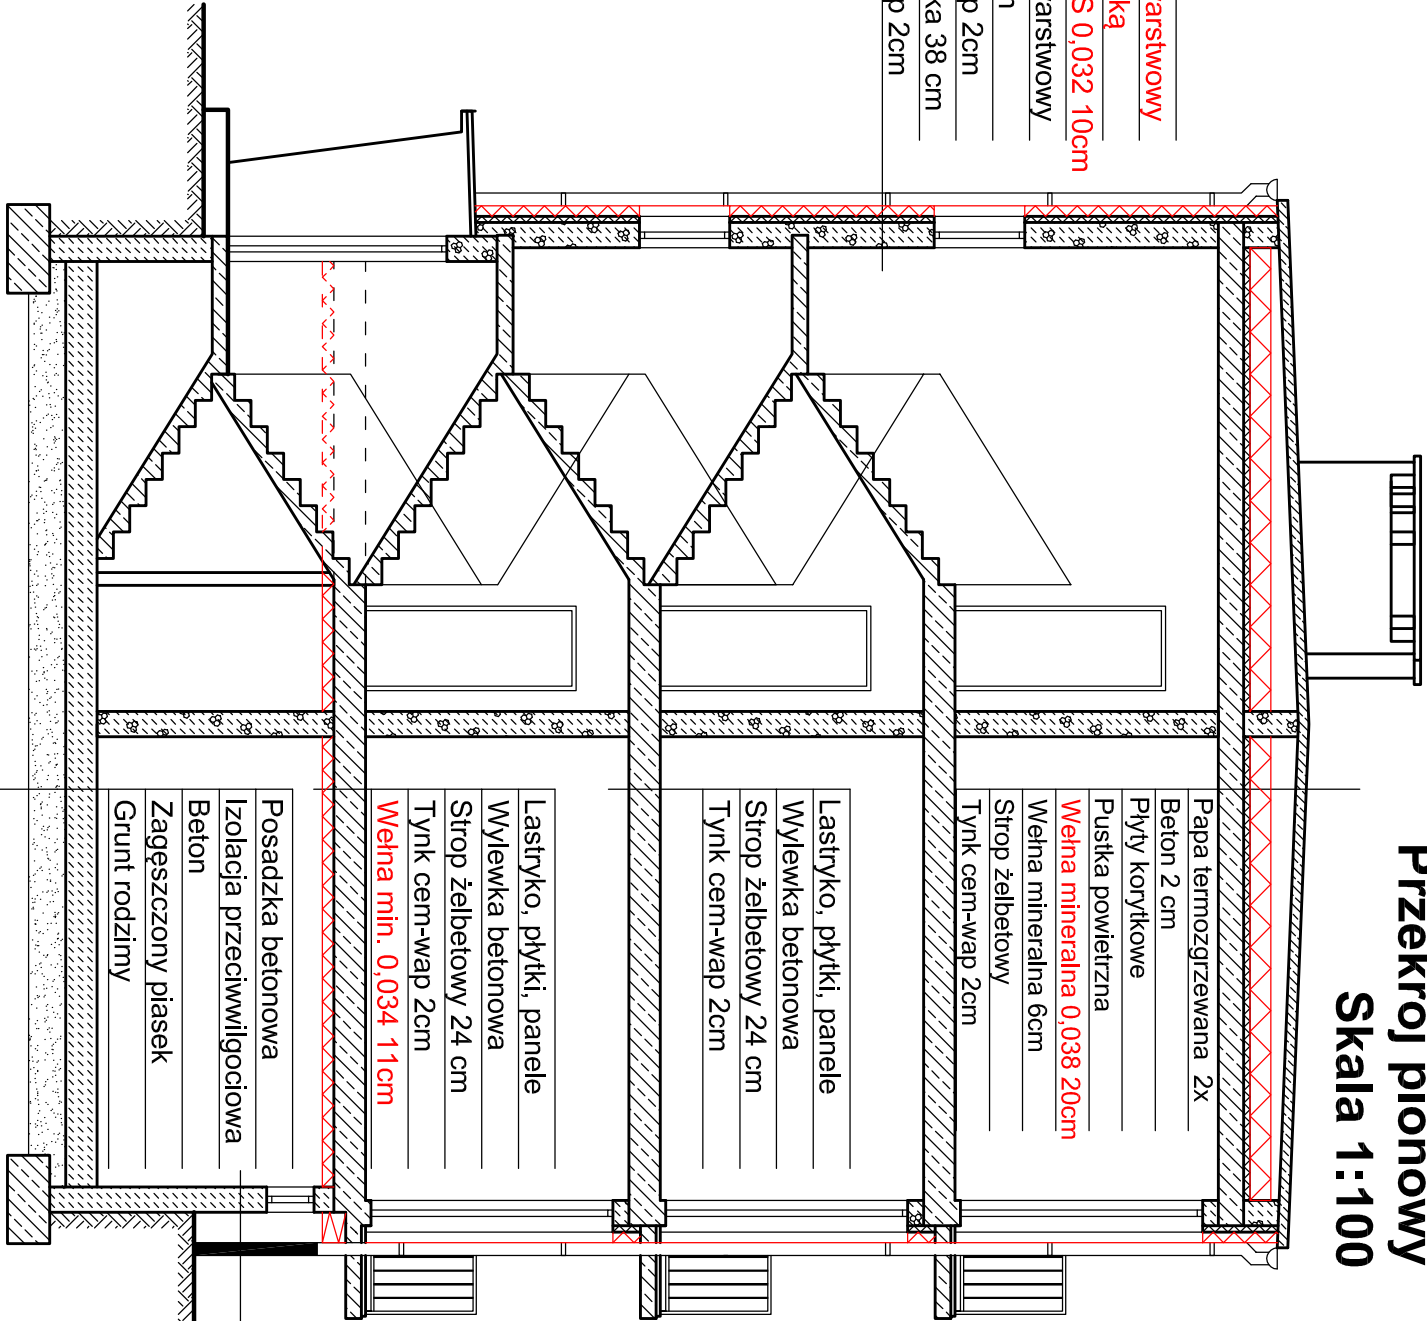 Przekrój pionowy
Skala 1:100
arstwowy
ką
S 0,032 10cm
arstwowy
p 2cm
ka 38 cm
p 2cm
Papa termozgrzewana 2x
Beton 2 cm
Płyty korytkowe
Pustka powietrzna
Wełna mineralna 0,038 20cm
Wełna mineralna 6cm
Strop żelbetowy
Tynk cem-wap 2cm
Lastryko, płytki, panele
Wylewka betonowa
Strop żelbetowy 24 cm
Tynk cem-wap 2cm
Lastryko, płytki, panele
Wylewka betonowa
Strop żelbetowy 24 cm
Tynk cem-wap 2cm
Wełna min. 0,034 11cm
Posadzka betonowa
Izolacja przeciwwilgociowa
Beton
Zagęszczony piasek
Grunt rodzimy